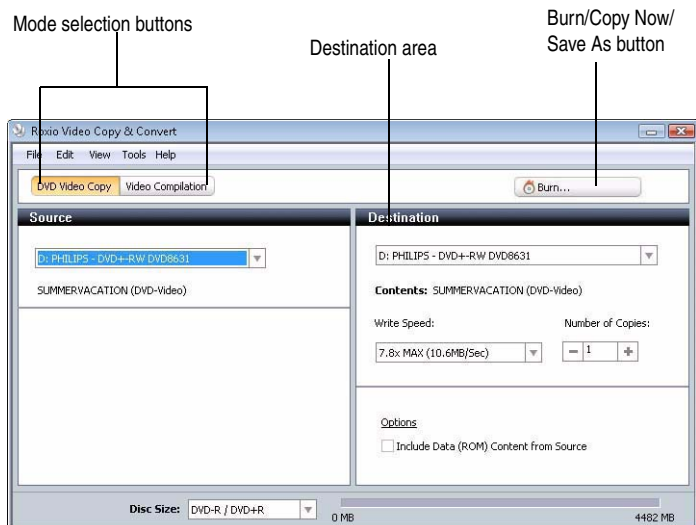 Mode selection buttons
Destination area
Burn/Copy Now/
Save As button
Roxio Video Copy & Convert
File Edit View Tools Help
DVD Video Copy Video Compilation
Burn...
Source
Destination
D: PHILIPS - DVD+-RW DVD8631
D: PHILIPS - DVD+-RW DVD8631
SUMMERVACATION (DVD-Video)
Contents: SUMMERVACATION (DVD-Video)
Write Speed:
Number of Copies:
7.8x MAX (10.6MB/Sec)
1
Options
Include Data (ROM) Content from Source
Disc Size: DVD-R / DVD+R
0 MB
4482 MB